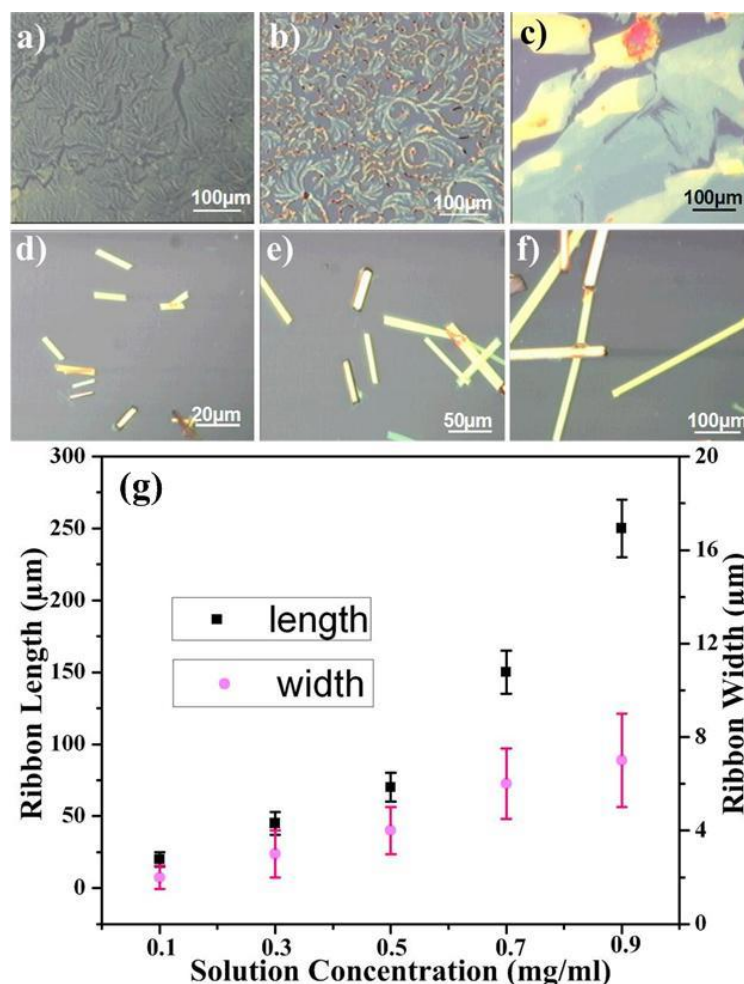 a)
b)
c)
100µm
100µm
100µm
d)
e)
f)
20µm
50µm
100µm
(g)
300
250
200
150
100
50
0
Ribbon Length (µm)
length
width
20
16
12
8
4
0
Ribbon Width (µm)
0.1 0.3 0.5 0.7 0.9
Solution Concentration (mg/ml)